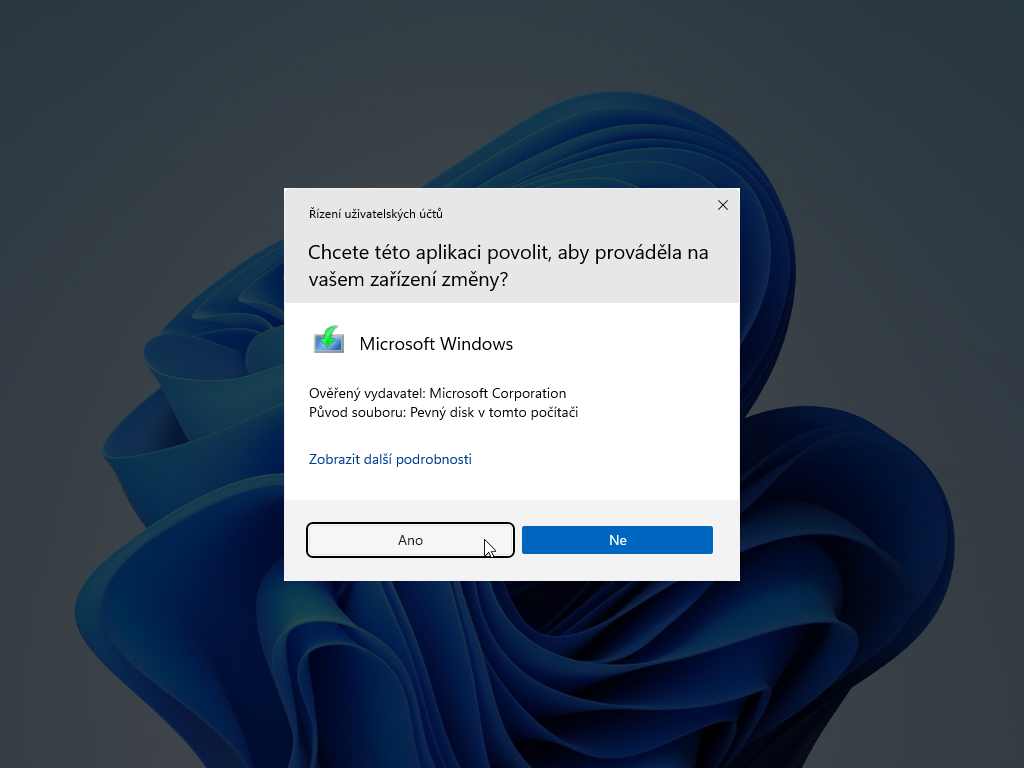 Řízení uživatelských účtů
Chcete této aplikaci povolit, aby prováděla na
vašem zařízení změny?
Microsoft Windows
Ověřený vydavatel: Microsoft Corporation
Původ souboru: Pevný disk v tomto počítači
Zobrazit další podrobnosti
Ano
Ne